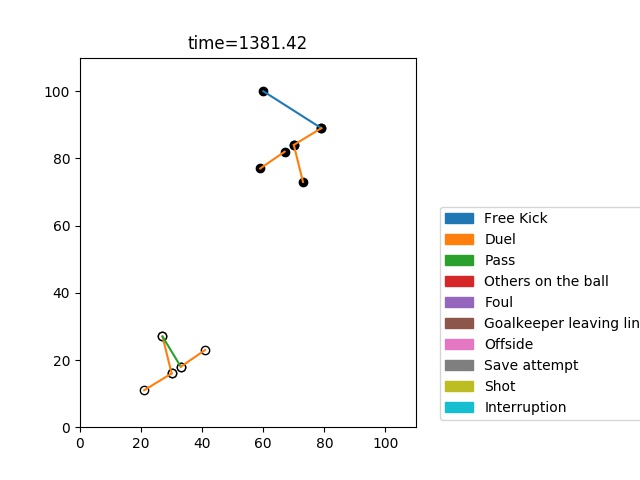 time=1381.42
100
80
60
40
20
0
0 20 40 60 80 100
Free Kick
Duel
Pass
Others on the ball
Foul
Goalkeeper leaving lin
Offside
Save attempt
Shot
Interruption